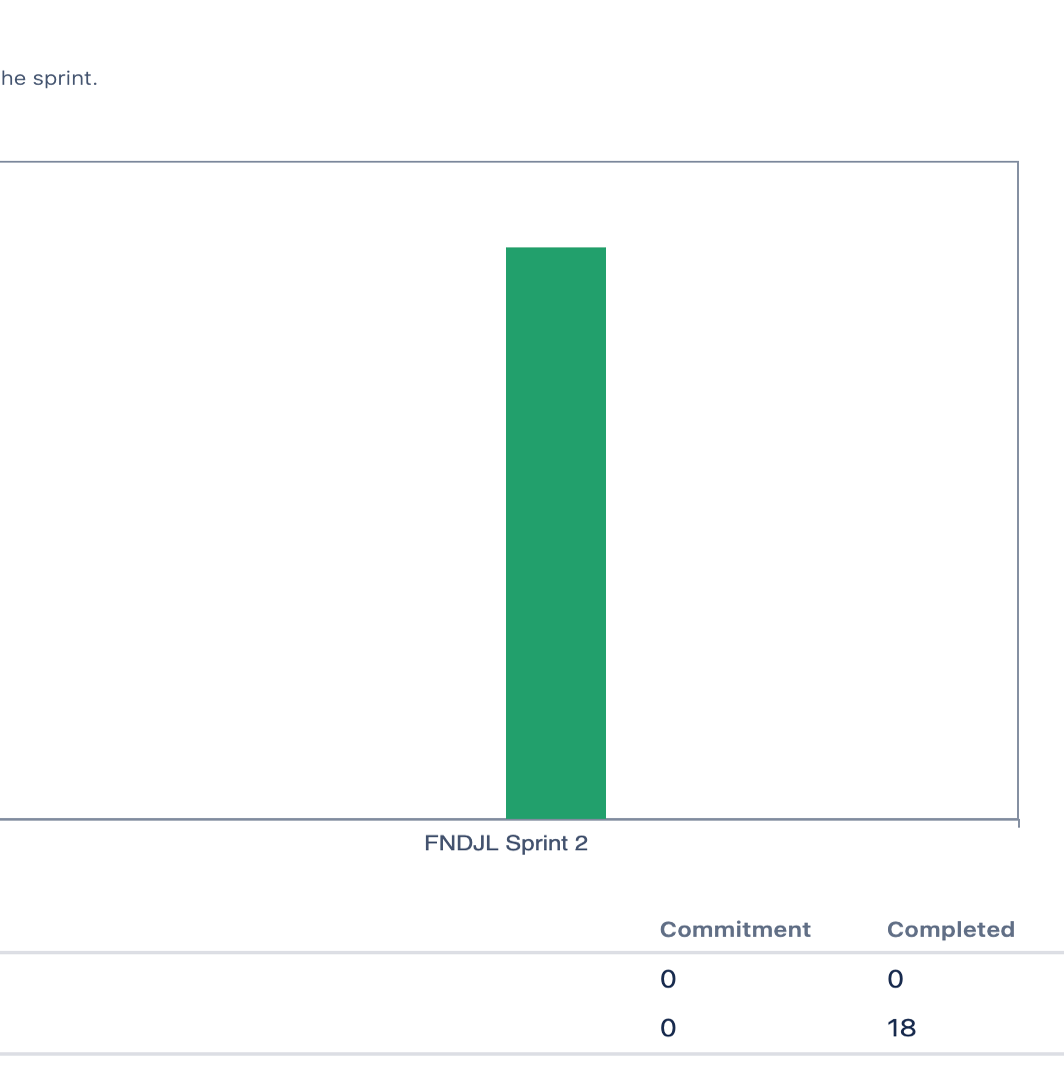 he sprint.
FNDJL Sprint 2
Commitment Completed
0 0
0 18